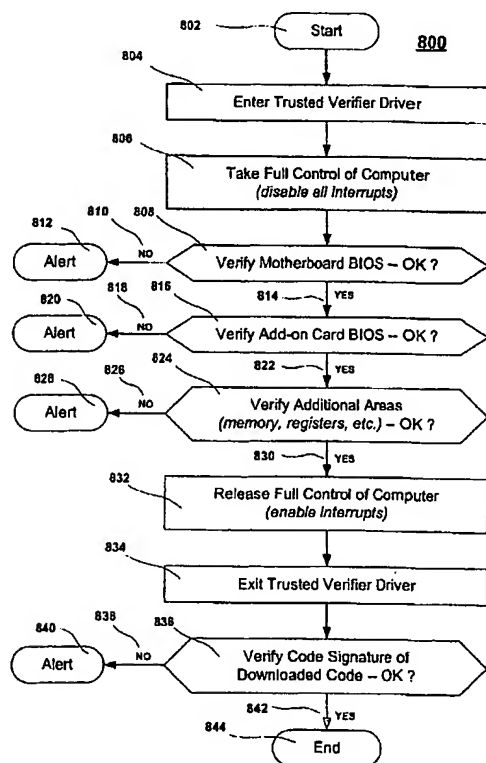 802
Start
800
804
Enter Trusted Verifier Driver
806
Take Full Control of Computer
(disable all Interrupts)
812
810
808
Alert
NO
Verify Motherboard BIOS – OK ?
814
YES
820
818
816
Alert
NO
Verify Add-on Card BIOS – OK ?
822
YES
824
828
826
Alert
NO
Verify Additional Areas
(memory, registers, etc.) – OK ?
830
YES
832
Release Full Control of Computer
(enable Interrupts)
834
Exit Trusted Verifier Driver
840
838
836
Alert
NO
Verify Code Signature of
Downloaded Code – OK ?
842
YES
844
End